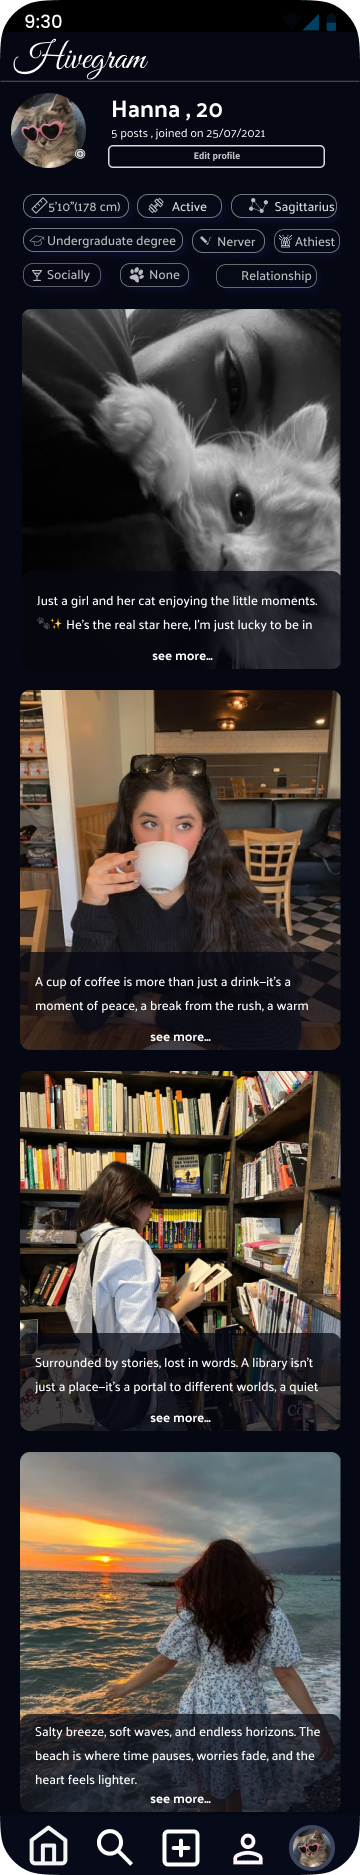 9:30
Hivegram
Hanna , 20
5 posts , joined on 25/07/2021
Edit profile
5'10"(178 cm) Active Sagittarius
Undergraduate degree Nerver Athiest
Socially None Relationship
Just a girl and her cat enjoying the little moments.
🐾✨ He's the real star here, I'm just lucky to be in
see more...
A cup of coffee is more than just a drink—it's a
moment of peace, a break from the rush, a warm
see more...
Surrounded by stories, lost in words. A library isn't
just a place—it's a portal to different worlds, a quiet
see more...
Salty breeze, soft waves, and endless horizons. The
beach is where time pauses, worries fade, and the
heart feels lighter.
see more...